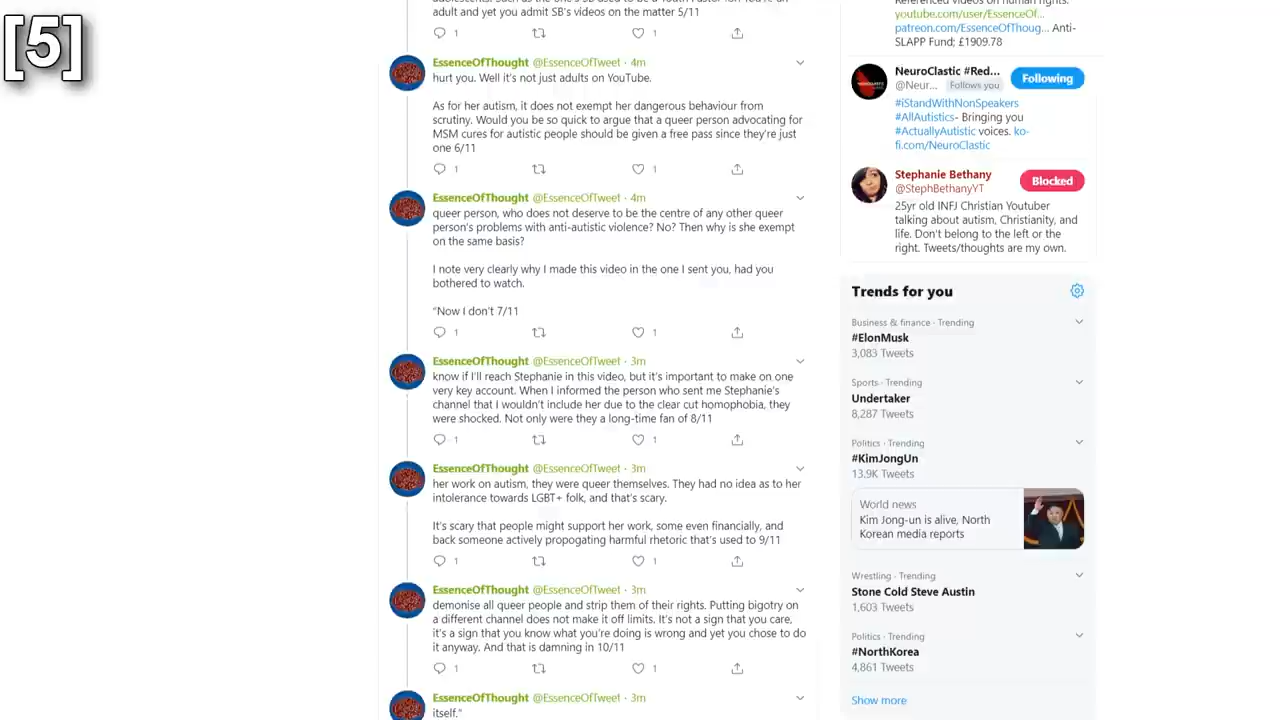 [5]
adult and yet you admit SB's videos on the matter 5/11
1 1
EssenceOfThought @EssenceOfTweet · 4m
hurt you. Well it's not just adults on YouTube.
As for her autism, it does not exempt her dangerous behaviour from
scrutiny. Would you be so quick to argue that a queer person advocating for
MSM cures for autistic people should be given a free pass since they're just
one 6/11
1 1
EssenceOfThought @EssenceOfTweet · 4m
queer person, who does not deserve to be the centre of any other queer
person's problems with anti-autistic violence? No? Then why is she exempt
on the same basis?
I note very clearly why I made this video in the one I sent you, had you
bothered to watch.
“Now I don't 7/11
1 1
EssenceOfThought @EssenceOfTweet · 3m
know if I'll reach Stephanie in this video, but it's important to make on one
very key account. When I informed the person who sent me Stephanie's
channel that I wouldn't include her due to the clear cut homophobia, they
were shocked. Not only were they a long-time fan of 8/11
1 1
EssenceOfThought @EssenceOfTweet · 3m
her work on autism, they were queer themselves. They had no idea as to her
intolerance towards LGBT+ folk, and that's scary.
It's scary that people might support her work, some even financially, and
back someone actively propogating harmful rhetoric that's used to 9/11
1 1
EssenceOfThought @EssenceOfTweet · 3m
demonise all queer people and strip them of their rights. Putting bigotry on
a different channel does not make it off limits. It's not a sign that you care,
it's a sign that you know what you're doing is wrong and yet you chose to do
it anyway. And that is damning in 10/11
1 1
EssenceOfThought @EssenceOfTweet · 3m
itself.”
Referenced videos on human rights.
youtube.com/user/EssenceOf...
patreon.com/EssenceOfThoug... Anti-
SLAPP Fund; £1909.78
NeuroClastic #Red... Following
@Neur... Follows you
#iStandWithNonSpeakers
#AllAutistics- Bringing you
#ActuallyAutistic voices. ko-
fi.com/NeuroClastic
Stephanie Bethany Blocked
@StephBethanyYT
25yr old INFJ Christian Youtuber
talking about autism, Christianity, and
life. Don't belong to the left or the
right. Tweets/thoughts are my own.
Trends for you
Business & finance · Trending
#ElonMusk
3,083 Tweets
Sports · Trending
Undertaker
8,287 Tweets
Politics · Trending
#KimJongUn
13.9K Tweets
World news
Kim Jong-un is alive, North
Korean media reports
Wrestling · Trending
Stone Cold Steve Austin
1,603 Tweets
Politics · Trending
#NorthKorea
4,861 Tweets
Show more